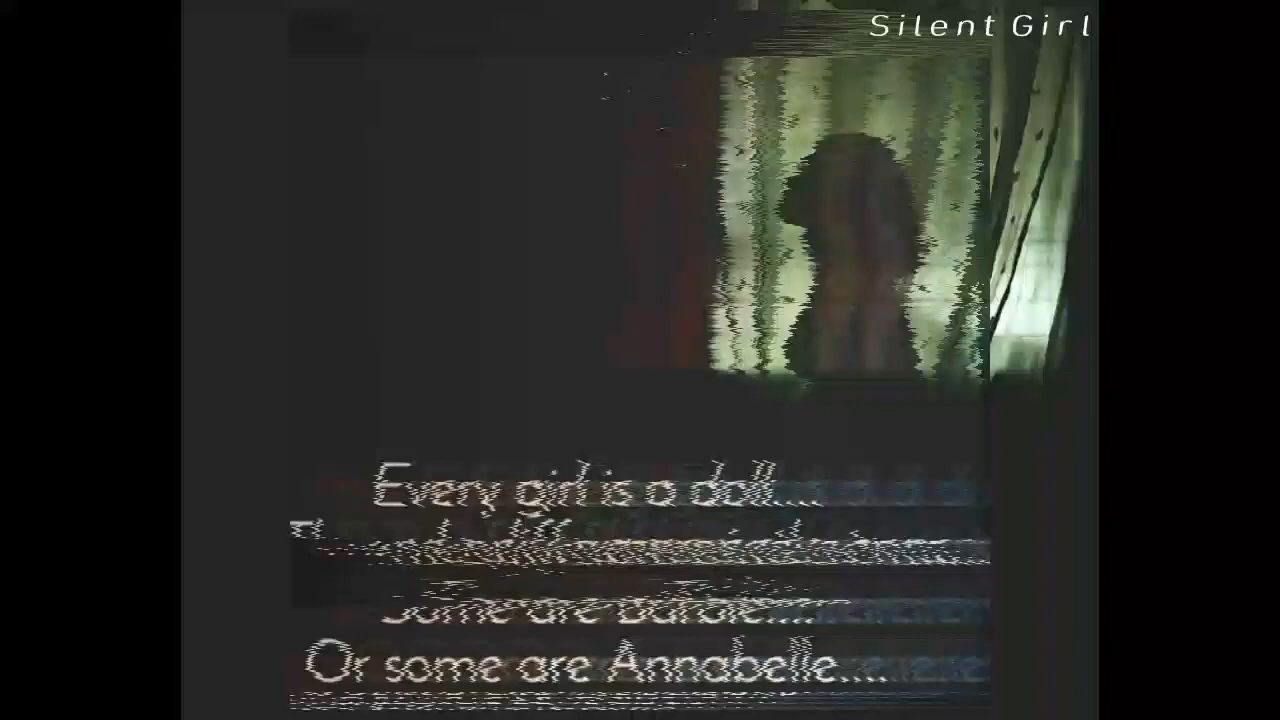 Silent Girl
Every girl is a doll....
Some are barbie....
Or some are Annabelle....